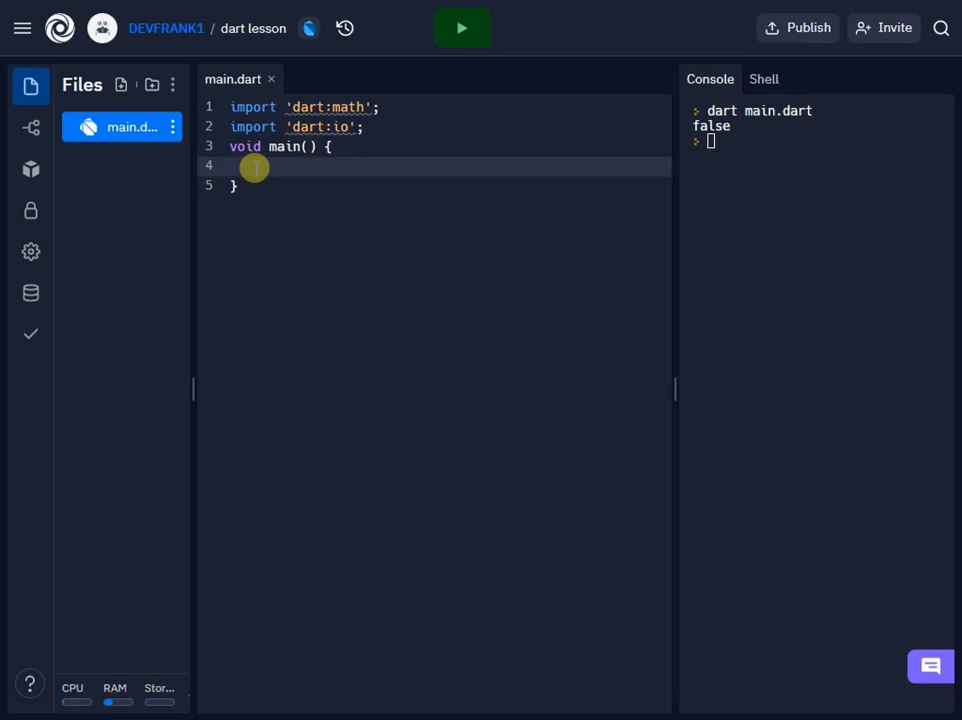 DEVFRANK1 / dart lesson
Publish
Invite
Files
main.d...
main.dart ×
1 import 'dart:math';
2 import 'dart:io';
3 void main() {
4
5 }
Console
Shell
dart main.dart
false
?
CPU
RAM
Stor...